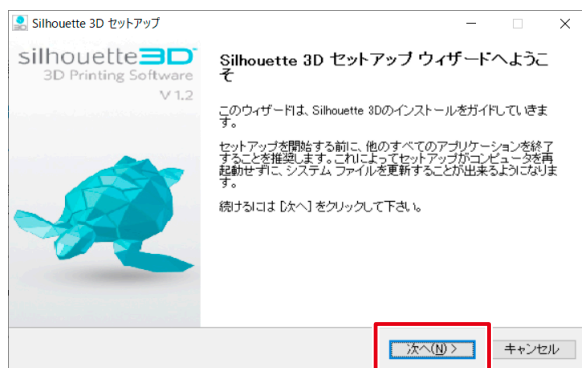 Silhouette 3D セットアップ
silhouette3D
3D Printing Software
V 1.2
Silhouette 3D セットアップ ウィザードへようこ
そ
このウィザードは、Silhouette 3Dのインストールをガイドしていきま
す。
セットアップを開始する前に、他のすべてのアプリケーションを終了
することを推奨します。これによってセットアップがコンピュータを再
起動せずに、システム ファイルを更新することが出来るようになりま
す。
続けるには [次へ] をクリックして下さい。
次へ(N) >
キャンセル